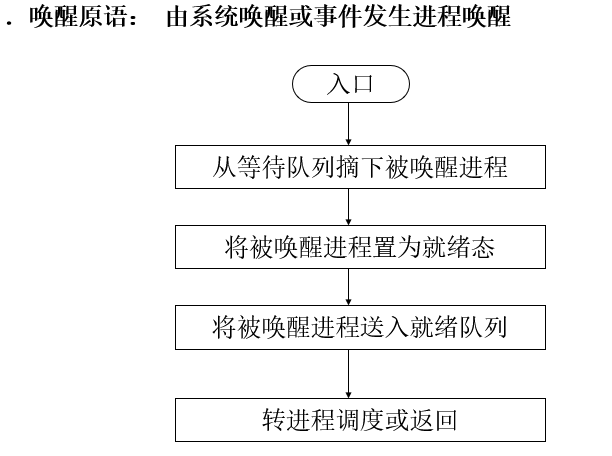 ．唤醒原语： 由系统唤醒或事件发生进程唤醒
入口
从等待队列摘下被唤醒进程
将被唤醒进程置为就绪态
将被唤醒进程送入就绪队列
转进程调度或返回